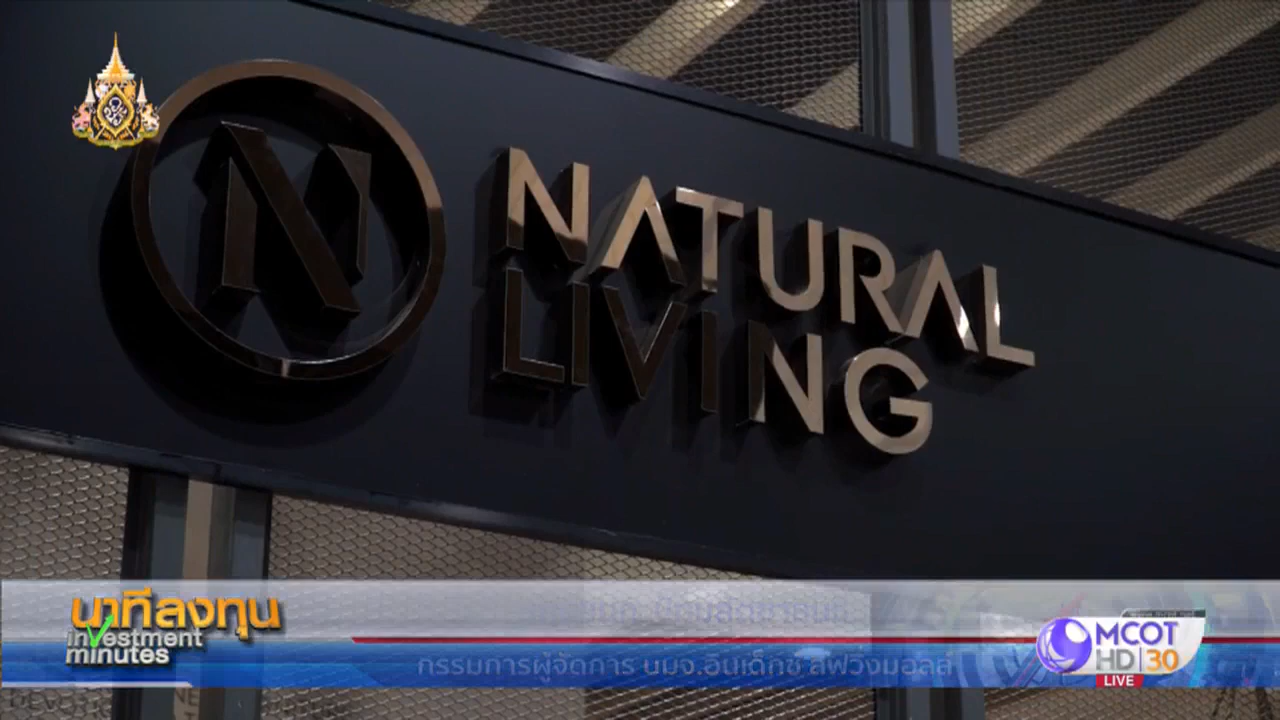 N
NATURAL
LIVING
นาทีลงทุน
investment
minutes
กรรมการผู้จัดการ บมจ.อินเด็กซ์ ลิฟวิ่งมอลล์
MCOT
HD 30
LIVE